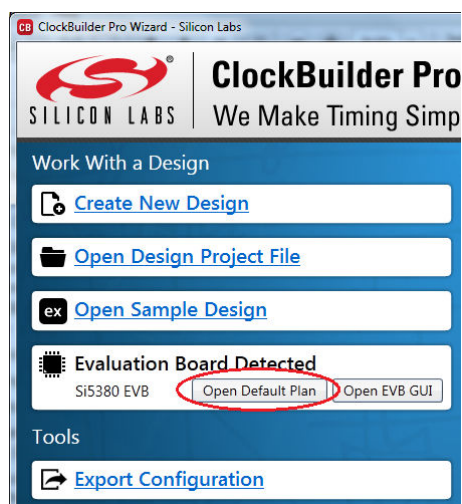 CB ClockBuilder Pro Wizard - Silicon Labs
SILICON LABS
ClockBuilder Pro
We Make Timing Simp
Work With a Design
Create New Design
Open Design Project File
ex Open Sample Design
Evaluation Board Detected
Si5380 EVB Open Default Plan Open EVB GUI
Tools
Export Configuration